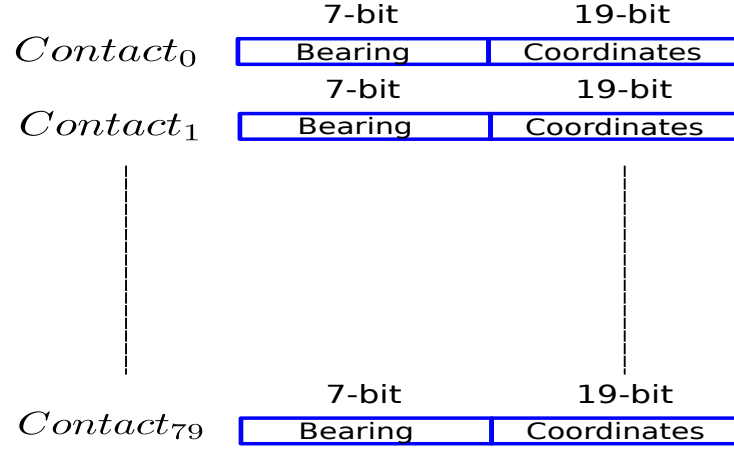 7-bit 19-bit
Contact₀ Bearing Coordinates
7-bit 19-bit
Contact₁ Bearing Coordinates
7-bit 19-bit
Contact₇₉ Bearing Coordinates